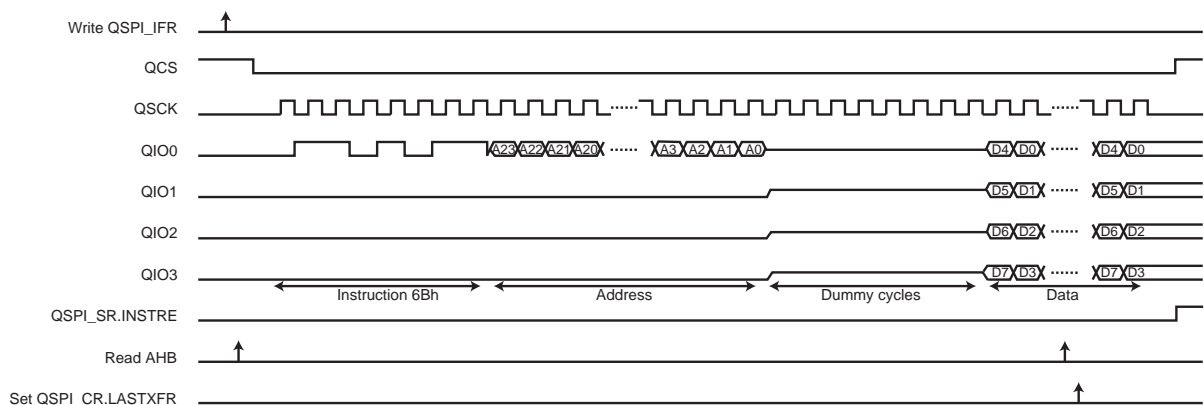 Write QSPI_IFR
QCS
QSCK
QIO0 A23 A22 A21 A20 A3 A2 A1 A0 D4 D0 D4 D0
QIO1 D5 D1 D5 D1
QIO2 D6 D2 D6 D2
QIO3 D7 D3 D7 D3
Instruction 6Bh Address Dummy cycles Data
QSPI_SR.INSTRE
Read AHB
Set QSPI_CR.LASTXFR